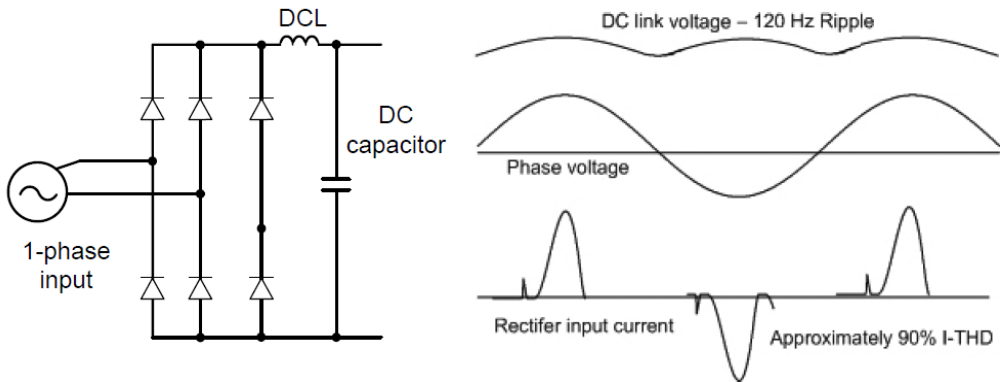 DCL
DC
capacitor
1-phase
input
DC link voltage – 120 Hz Ripple
Phase voltage
Rectifer input current
Approximately 90% I-THD